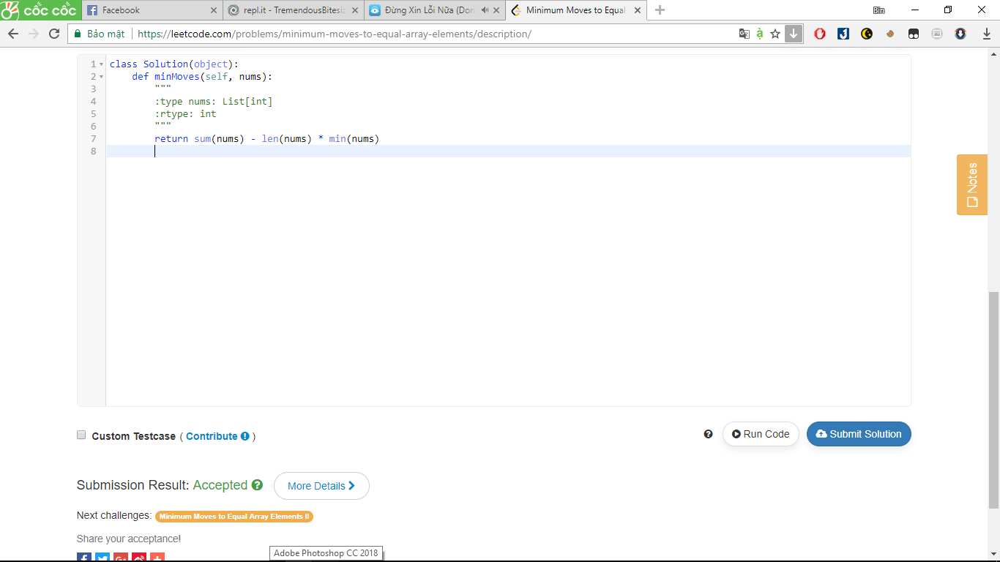 cốc cốc
Facebook
repl.it - TremendousBitesiz
Đừng Xin Lỗi Nữa (Don
Minimum Moves to Equal
Bin
Bảo mật
https://leetcode.com/problems/minimum-moves-to-equal-array-elements/description/
1 class Solution(object):
2 def minMoves(self, nums):
3 """
4 :type nums: List[int]
5 :rtype: int
6 """
7 return sum(nums) - len(nums) * min(nums)
8
Notes
Custom Testcase ( Contribute )
Run Code
Submit Solution
Submission Result: Accepted
More Details
Next challenges: Minimum Moves to Equal Array Elements II
Share your acceptance!
Adobe Photoshop CC 2018